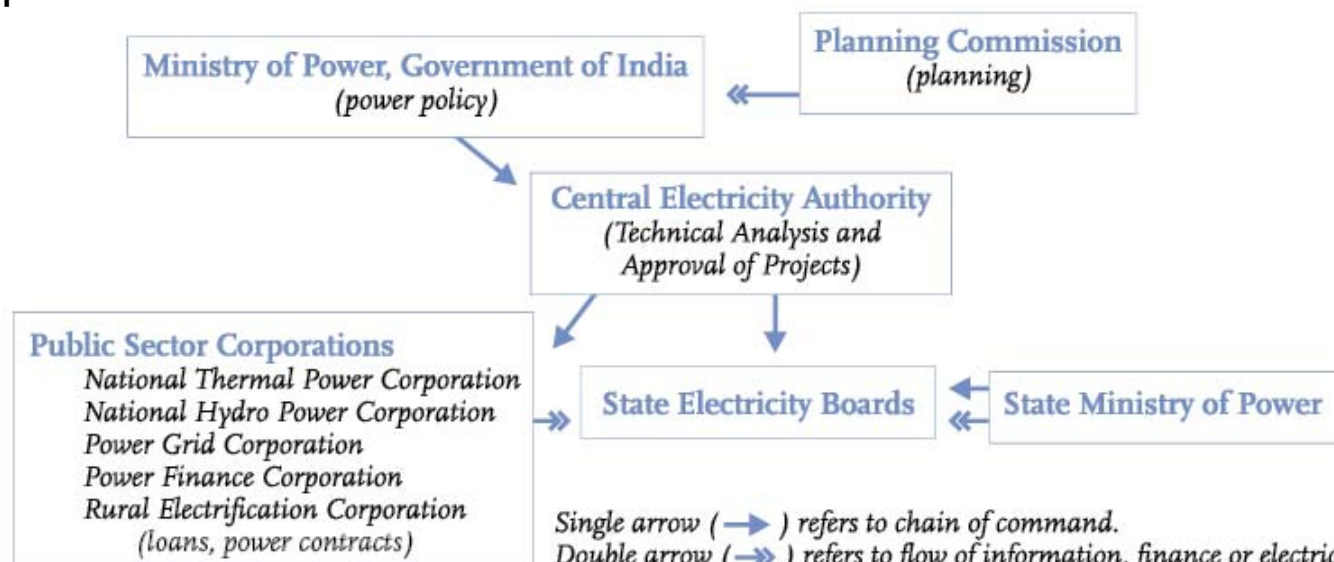 Ministry of Power, Government of India
(power policy)
Planning Commission
(planning)
Central Electricity Authority
(Technical Analysis and
Approval of Projects)
Public Sector Corporations
National Thermal Power Corporation
National Hydro Power Corporation
Power Grid Corporation
Power Finance Corporation
Rural Electrification Corporation
(loans, power contracts)
State Electricity Boards
State Ministry of Power
Single arrow ( → ) refers to chain of command.
Double arrow ( ↠ ) refers to flow of information, finance or electric